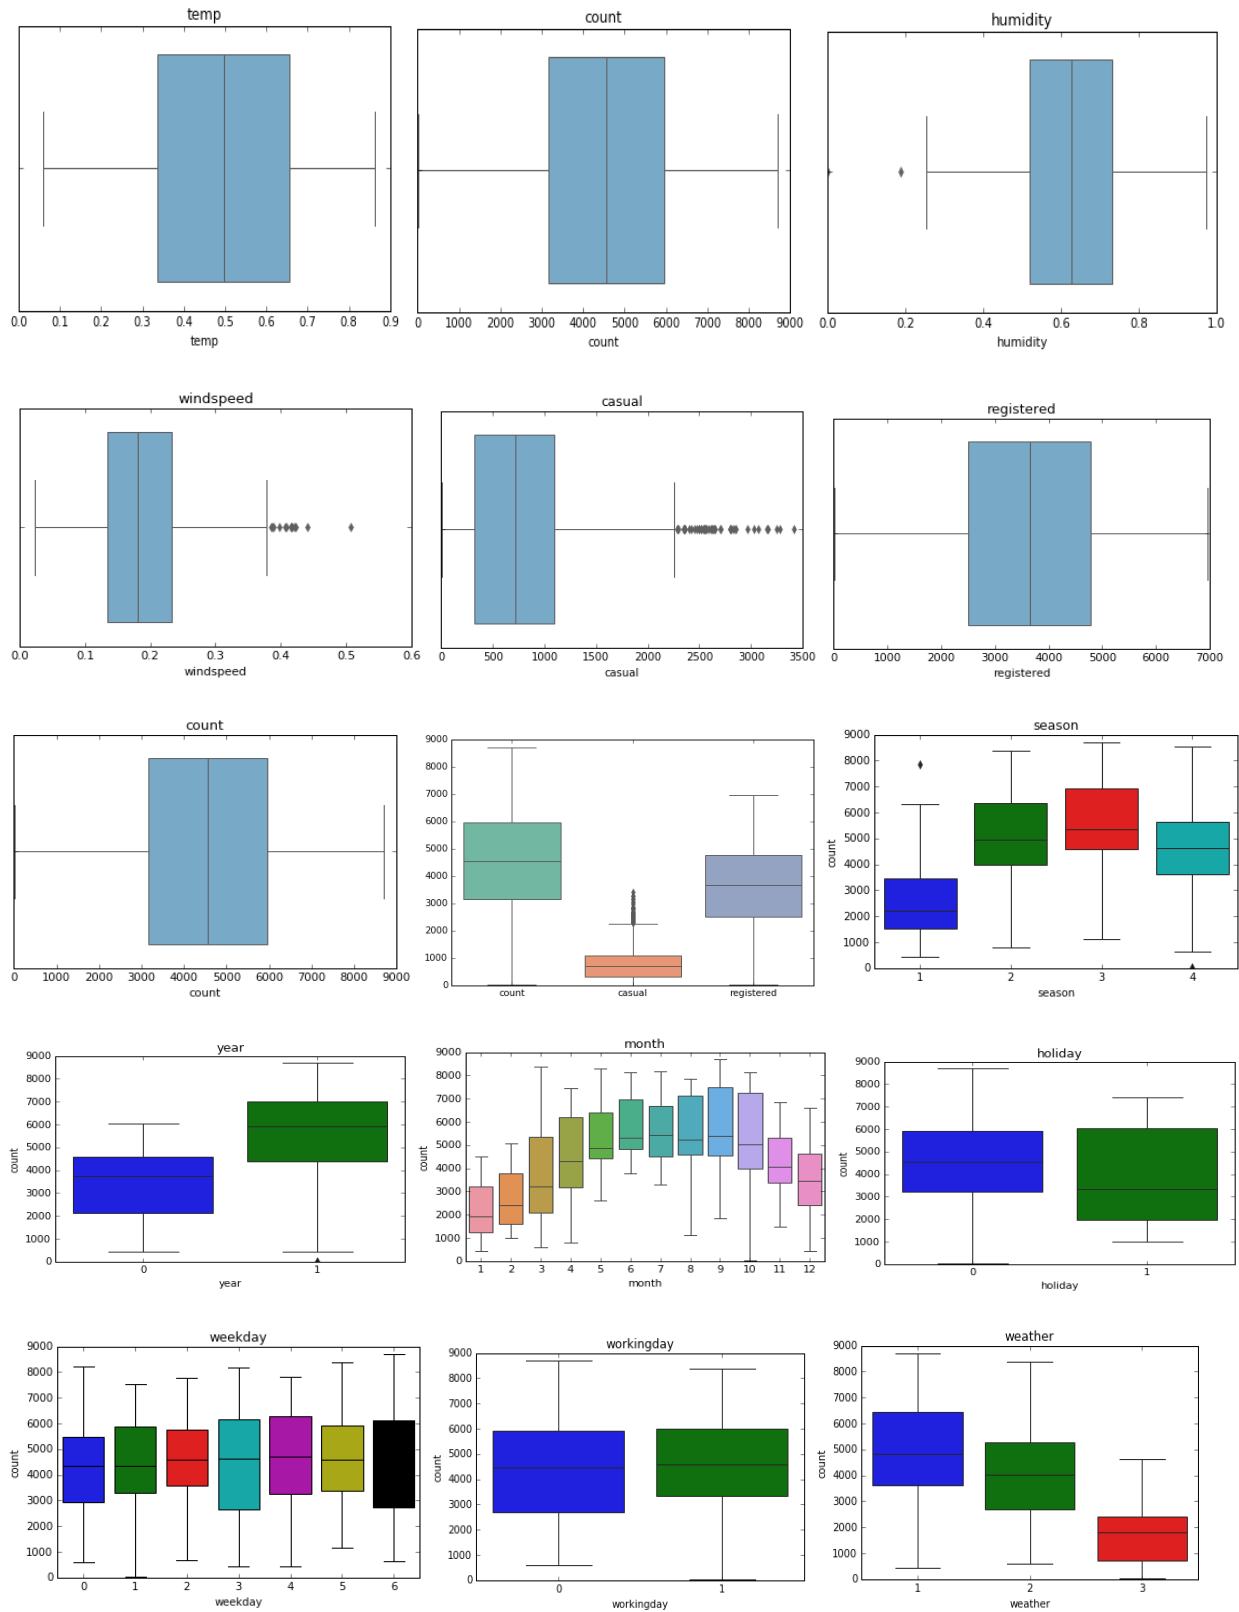 temp
0.0 0.1 0.2 0.3 0.4 0.5 0.6 0.7 0.8 0.9
temp
count
0 1000 2000 3000 4000 5000 6000 7000 8000 9000
count
humidity
0.0 0.2 0.4 0.6 0.8 1.0
humidity
windspeed
0.0 0.1 0.2 0.3 0.4 0.5 0.6
windspeed
casual
0 500 1000 1500 2000 2500 3000 3500
casual
registered
0 1000 2000 3000 4000 5000 6000 7000
registered
count
0 1000 2000 3000 4000 5000 6000 7000 8000 9000
count
9000
8000
7000
6000
5000
4000
3000
2000
1000
0
count casual registered
season
9000
8000
7000
6000
5000
4000
3000
2000
1000
0
count
1 2 3 4
season
year
9000
8000
7000
6000
5000
4000
3000
2000
1000
0
count
0 1
year
month
9000
8000
7000
6000
5000
4000
3000
2000
1000
0
count
1 2 3 4 5 6 7 8 9 10 11 12
month
holiday
9000
8000
7000
6000
5000
4000
3000
2000
1000
0
count
0 1
holiday
weekday
9000
8000
7000
6000
5000
4000
3000
2000
1000
0
count
0 1 2 3 4 5 6
weekday
workingday
9000
8000
7000
6000
5000
4000
3000
2000
1000
0
count
0 1
workingday
weather
9000
8000
7000
6000
5000
4000
3000
2000
1000
0
count
1 2 3
weather